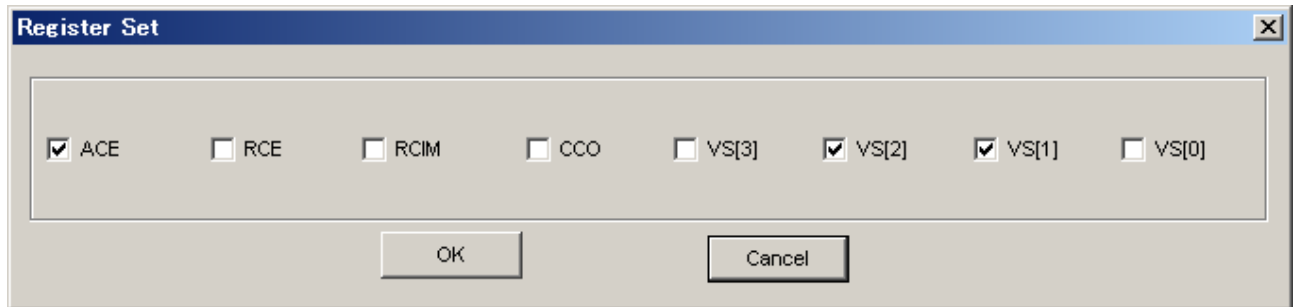 Register Set
ACE RCE RCIM CCO VS[3] VS[2] VS[1] VS[0]
OK Cancel